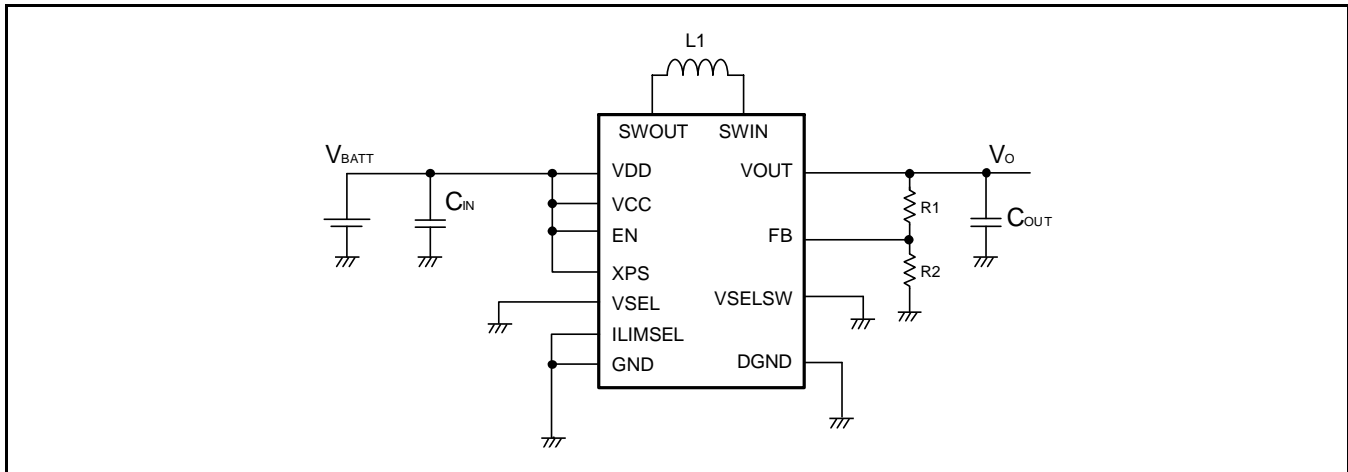 L1
SWOUT SWIN
VBATT
CIN
VDD
VCC
EN
XPS
VSEL
ILIMSEL
GND
VOUT
FB
VSELSW
DGND
VO
R1
R2
COUT